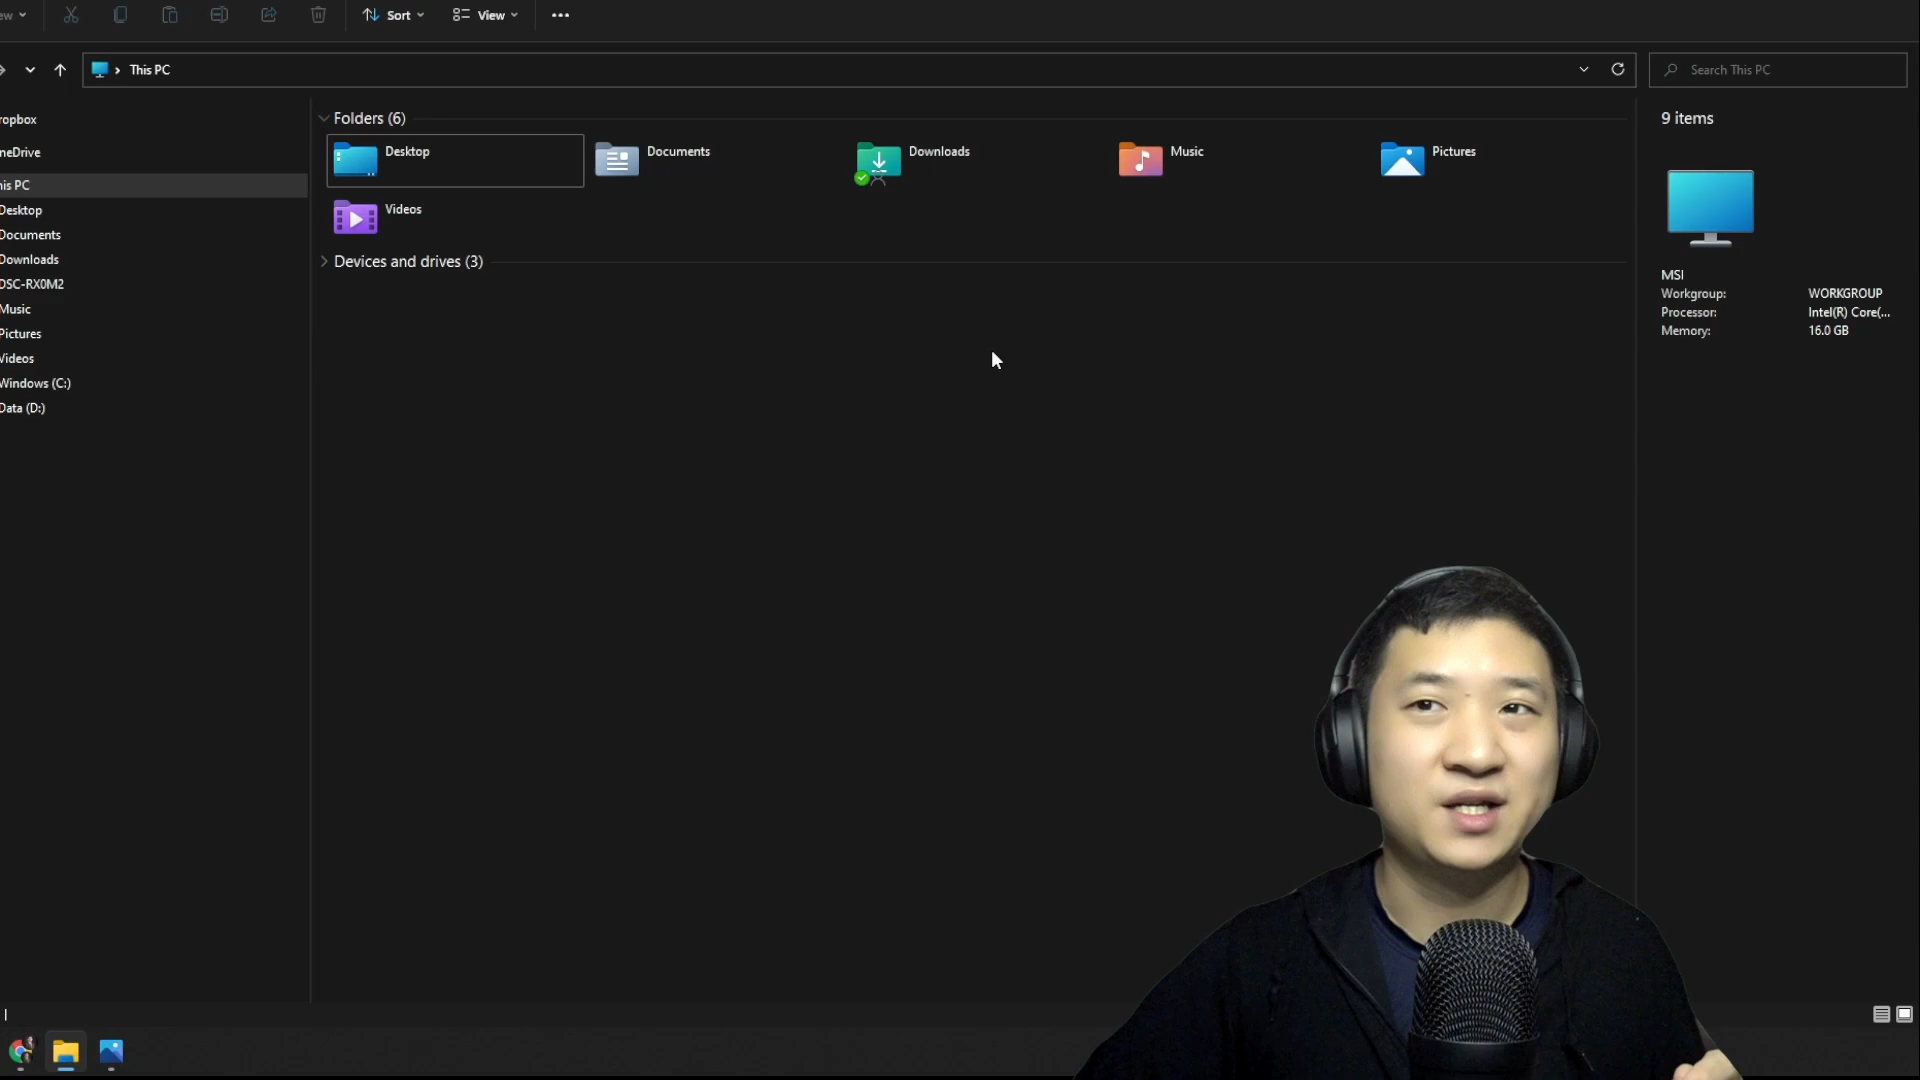 ew
Sort
View
This PC
Search This PC
ropbox
neDrive
his PC
Desktop
Documents
Downloads
DSC-RX0M2
Music
Pictures
Videos
Windows (C:)
Data (D:)
Folders (6)
Desktop
Documents
Downloads
Music
Pictures
Videos
Devices and drives (3)
9 items
MSI
Workgroup: WORKGROUP
Processor: Intel(R) Core(...
Memory: 16.0 GB